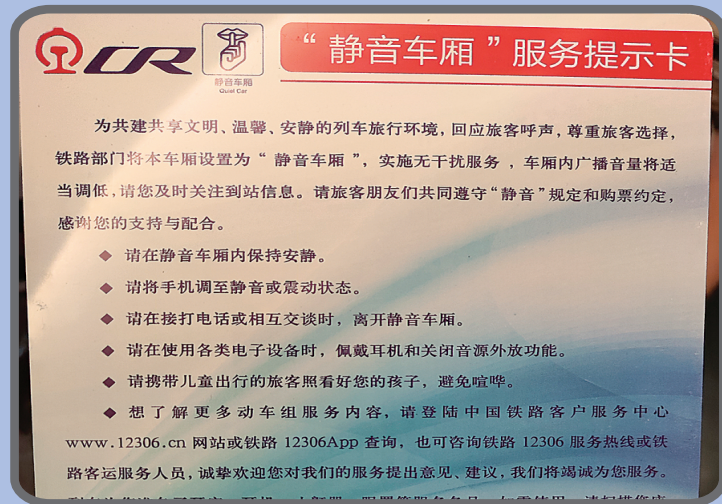 CR
静音车厢
Quiet Car
“静音车厢”服务提示卡
为共建共享文明、温馨、安静的列车旅行环境，回应旅客呼声，尊重旅客选择，
铁路部门将本车厢设置为“静音车厢”，实施无干扰服务，车厢内广播音量将适
当调低，请您及时关注到站信息。请旅客朋友们共同遵守“静音”规定和购票约定，
感谢您的支持与配合。
◆ 请在静音车厢内保持安静。
◆ 请将手机调至静音或震动状态。
◆ 请在接打电话或相互交谈时，离开静音车厢。
◆ 请在使用各类电子设备时，佩戴耳机和关闭音源外放功能。
◆ 请携带儿童出行的旅客照看好您的孩子，避免喧哗。
◆ 想了解更多动车组服务内容，请登陆中国铁路客户服务中心
www.12306.cn 网站或铁路 12306App 查询，也可咨询铁路 12306 服务热线或铁
路客运服务人员，诚挚欢迎您对我们的服务提出意见、建议，我们将竭诚为您服务。